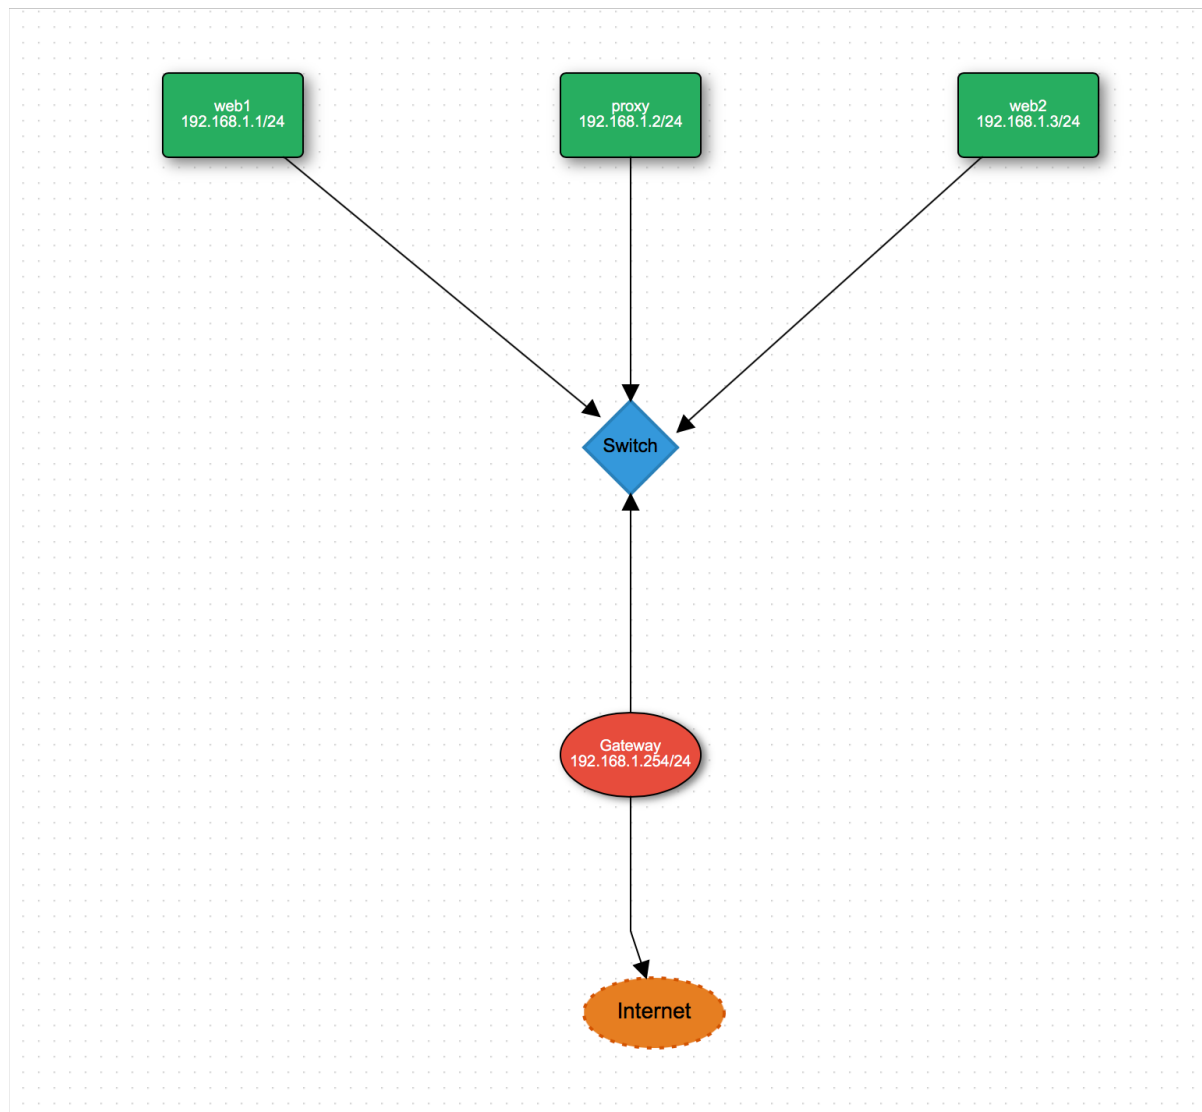 web1
192.168.1.1/24
proxy
192.168.1.2/24
web2
192.168.1.3/24
Switch
Gateway
192.168.1.254/24
Internet